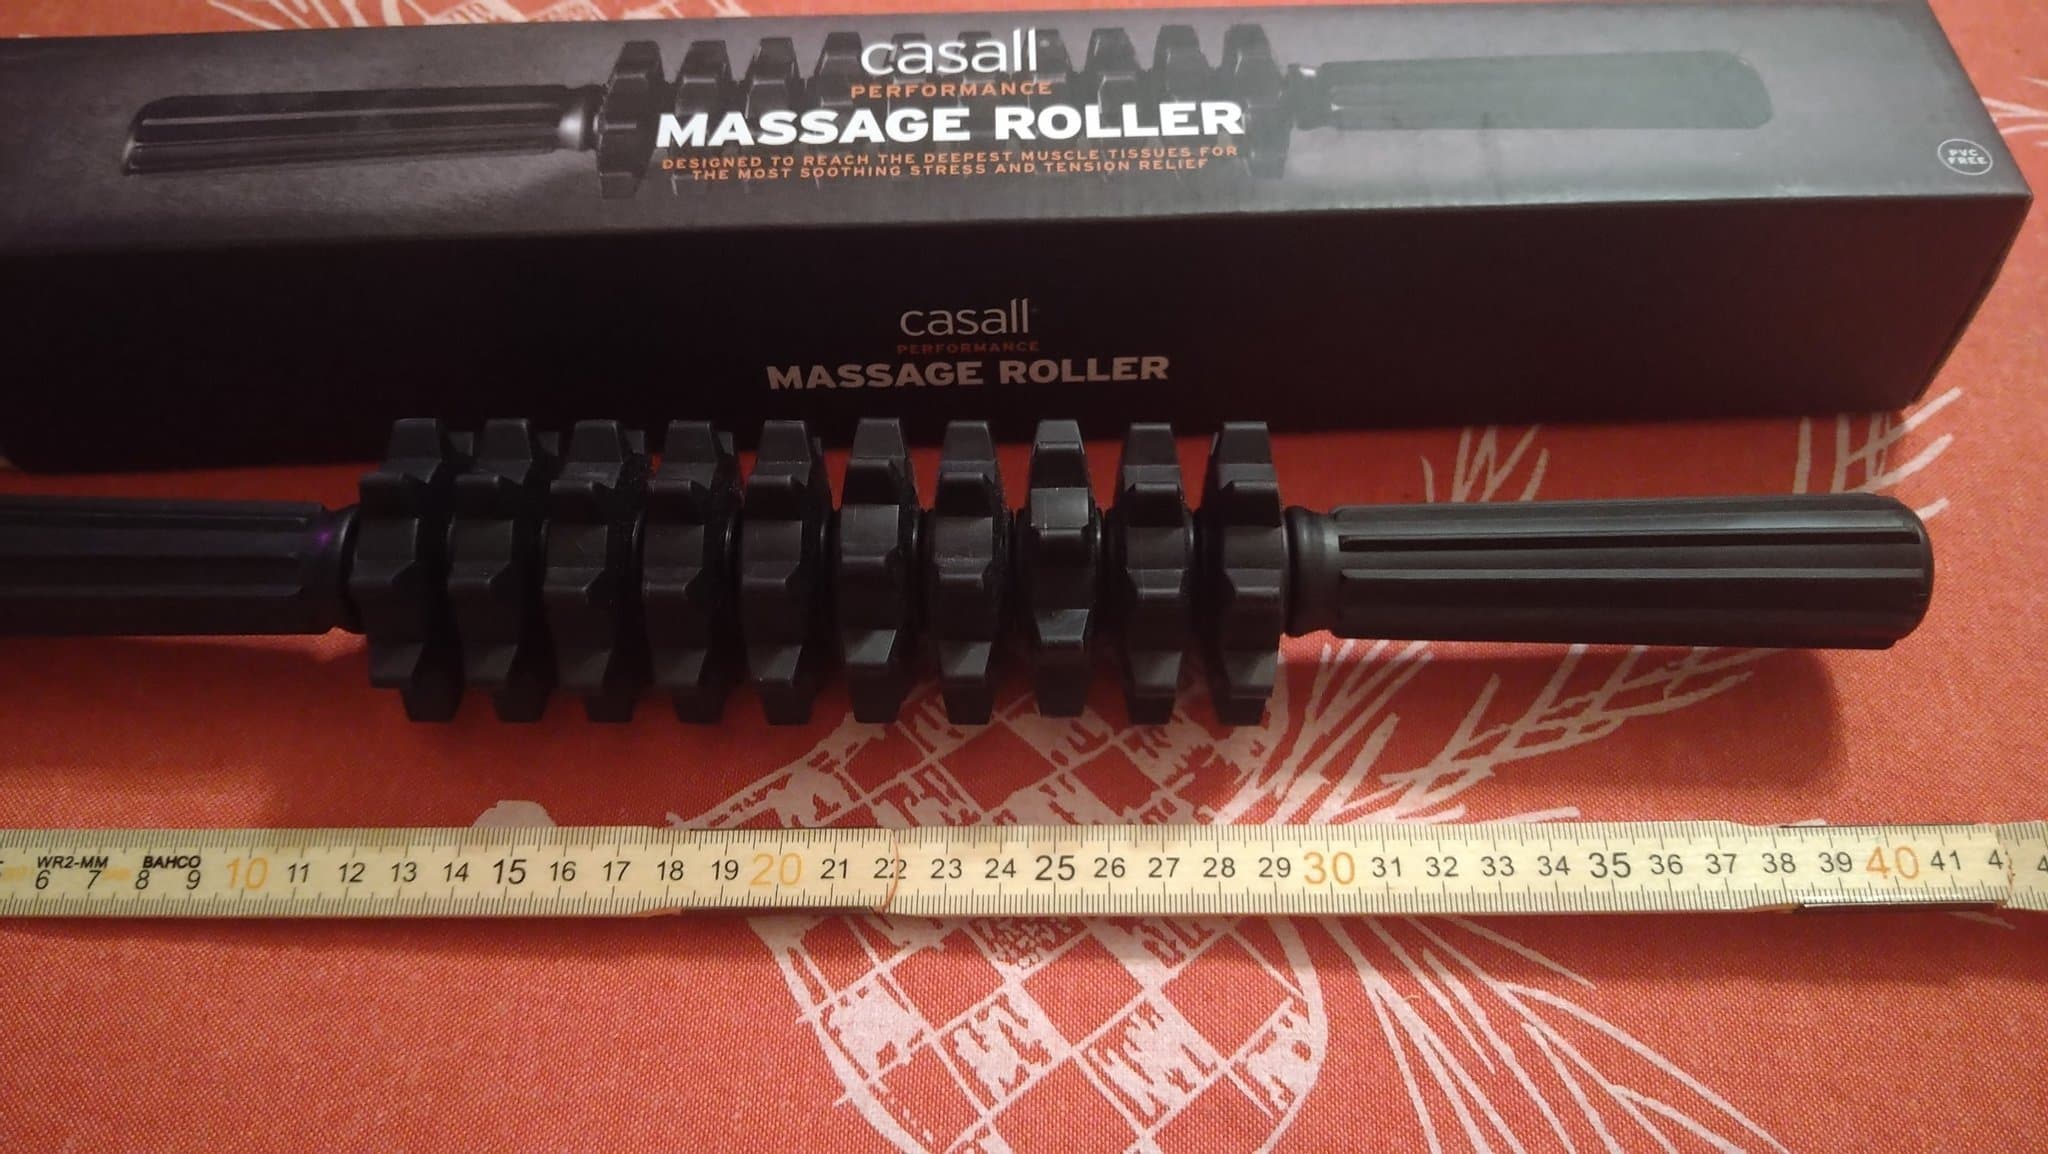 casall
PERFORMANCE
MASSAGE ROLLER
DESIGNED TO REACH THE DEEPEST MUSCLE TISSUES FOR
THE MOST SOOTHING STRESS AND TENSION RELIEF
PVC
FREE
casall
PERFORMANCE
MASSAGE ROLLER
WR2-MM BAHCO
6 7 8 9 10 11 12 13 14 15 16 17 18 19 20 21 22 23 24 25 26 27 28 29 30 31 32 33 34 35 36 37 38 39 40 41